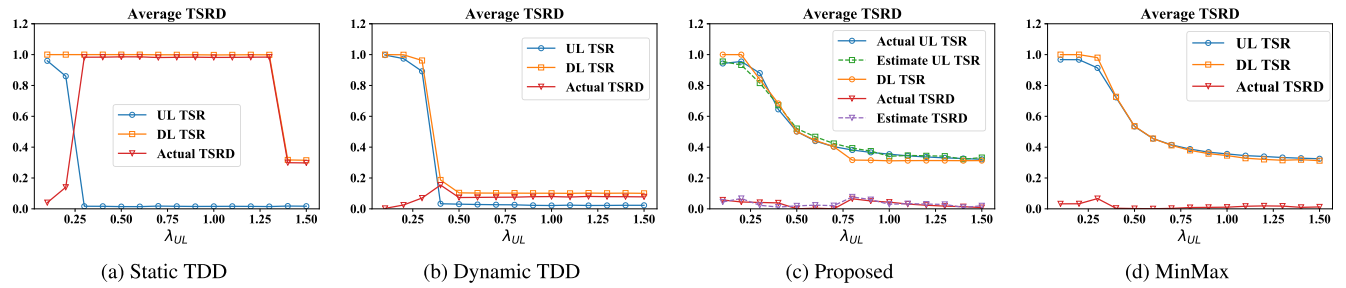 Average TSRD
1.2
1.0
0.8
0.6
0.4
0.2
0.0
UL TSR
DL TSR
Actual TSRD
0.25 0.50 0.75 1.00 1.25 1.50
λUL
(a) Static TDD
Average TSRD
1.2
1.0
0.8
0.6
0.4
0.2
0.0
UL TSR
DL TSR
Actual TSRD
0.25 0.50 0.75 1.00 1.25 1.50
λUL
(b) Dynamic TDD
Average TSRD
1.2
1.0
0.8
0.6
0.4
0.2
0.0
Actual UL TSR
Estimate UL TSR
DL TSR
Actual TSRD
Estimate TSRD
0.25 0.50 0.75 1.00 1.25 1.50
λUL
(c) Proposed
Average TSRD
1.2
1.0
0.8
0.6
0.4
0.2
0.0
UL TSR
DL TSR
Actual TSRD
0.25 0.50 0.75 1.00 1.25 1.50
λUL
(d) MinMax